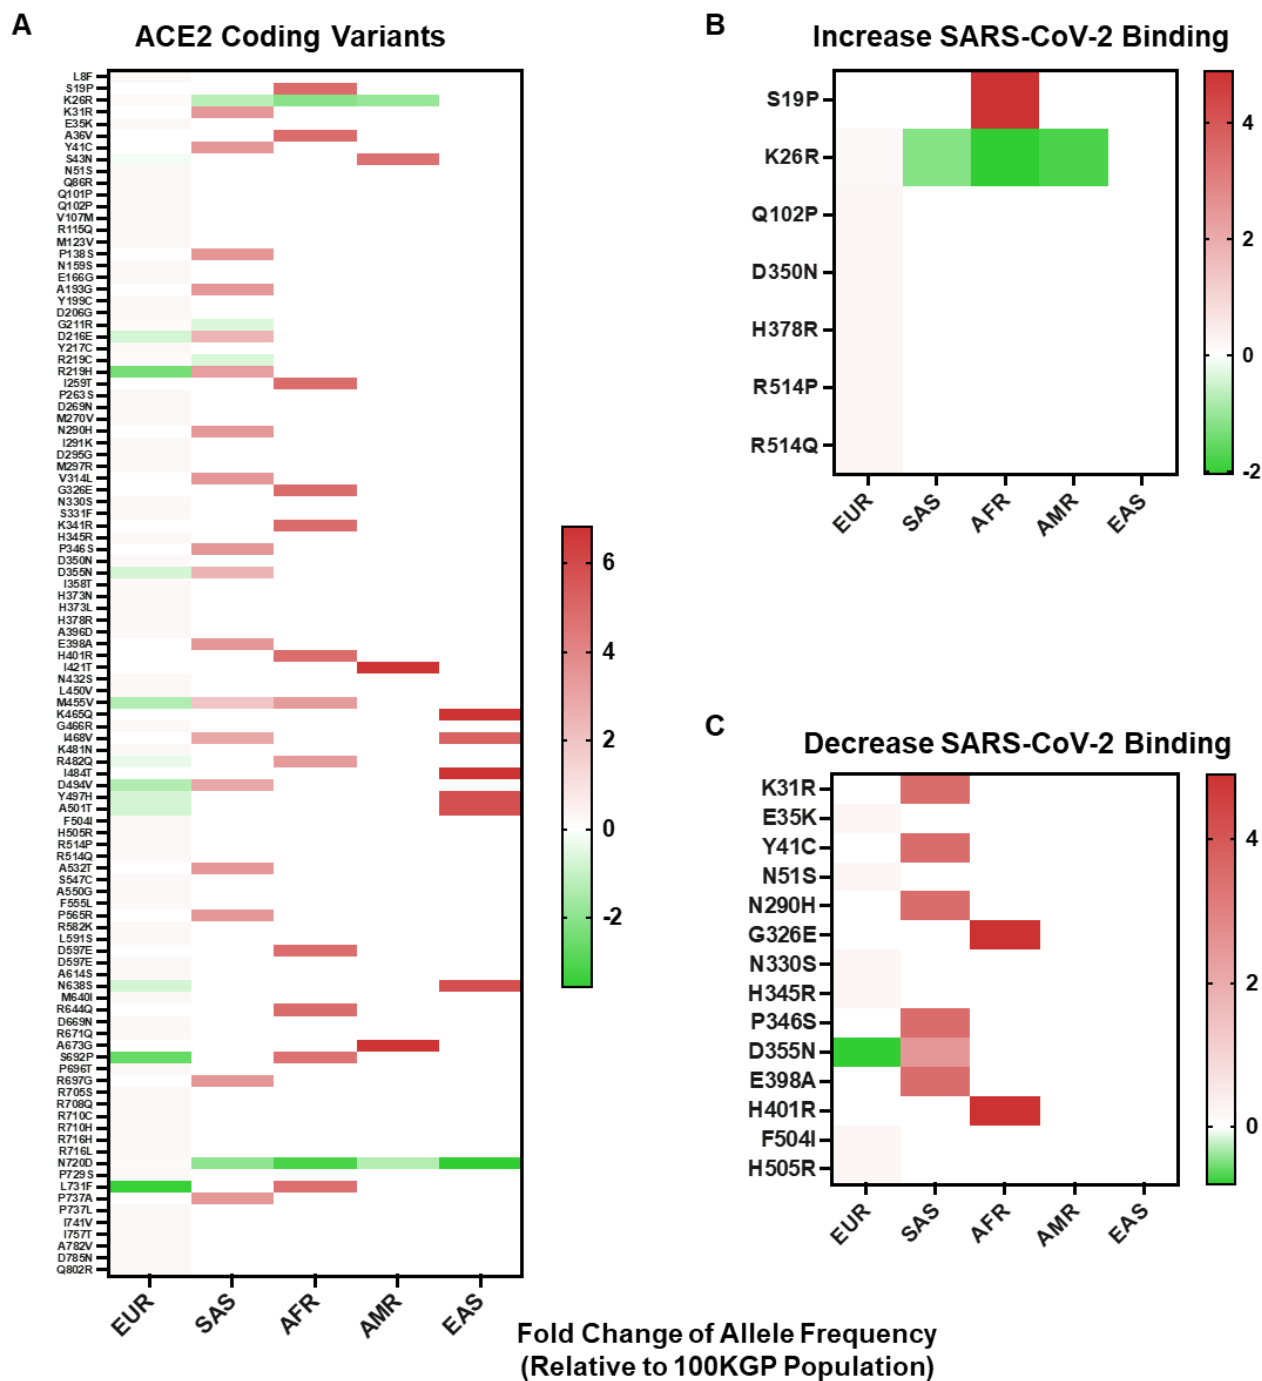 A
ACE2 Coding Variants
L8F
S19P
K26R
K31R
E35K
A36V
Y41C
S43N
N51S
Q86R
Q101P
Q102P
V107M
R115Q
M123V
P138S
N159S
E166G
A193G
Y199C
D206G
G211R
D216E
Y217C
R219C
R219H
I259T
P263S
D269N
M270V
N290H
I291K
D295G
M297R
V314L
G326E
N330S
S331F
K341R
H345R
P346S
D350N
D355N
I358T
H373N
H373L
H378R
A396D
E398A
H401R
I421T
N432S
L450V
M455V
K465Q
G466R
I468V
K481N
R482Q
I484T
D494V
Y497H
A501T
F504I
H505R
R514P
R514Q
A532T
S547C
A550G
F555L
P565R
R582K
L591S
D597E
D597E
A614S
N638S
M640I
R644Q
D669N
R671Q
A673G
S692P
P696T
R697G
R705S
R708Q
R710C
R710H
R716H
R716L
N720D
P729S
L731F
P737A
P737L
I741V
I757T
A782V
D785N
Q802R
EUR
SAS
AFR
AMR
EAS
6
4
2
0
-2
B
Increase SARS-CoV-2 Binding
S19P
K26R
Q102P
D350N
H378R
R514P
R514Q
EUR
SAS
AFR
AMR
EAS
4
2
0
-2
C
Decrease SARS-CoV-2 Binding
K31R
E35K
Y41C
N51S
N290H
G326E
N330S
H345R
P346S
D355N
E398A
H401R
F504I
H505R
EUR
SAS
AFR
AMR
EAS
4
2
0
Fold Change of Allele Frequency
(Relative to 100KGP Population)